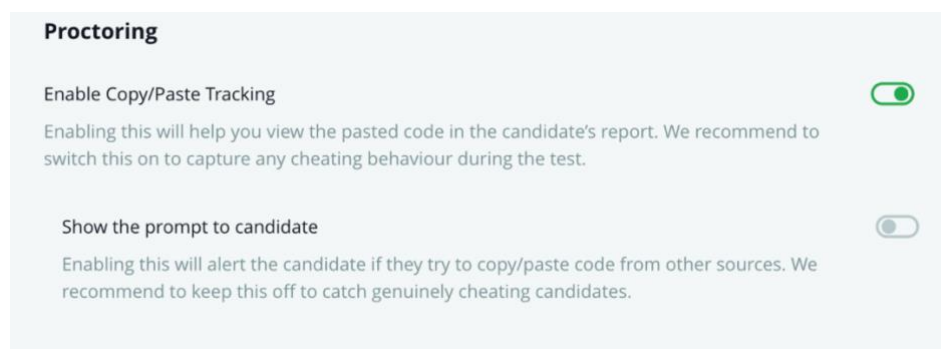 Proctoring
Enable Copy/Paste Tracking
Enabling this will help you view the pasted code in the candidate's report. We recommend to
switch this on to capture any cheating behaviour during the test.
Show the prompt to candidate
Enabling this will alert the candidate if they try to copy/paste code from other sources. We
recommend to keep this off to catch genuinely cheating candidates.